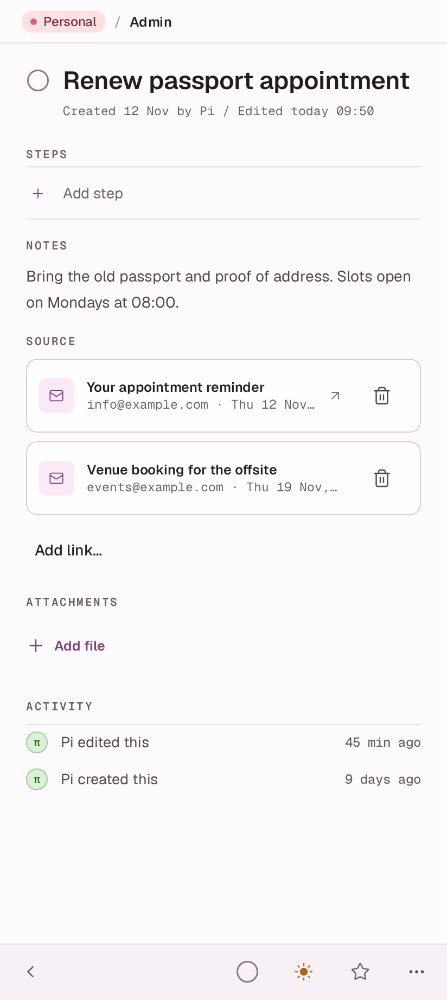 Personal / Admin
Renew passport appointment
Created 12 Nov by Pi / Edited today 09:50
STEPS
+ Add step
NOTES
Bring the old passport and proof of address. Slots open
on Mondays at 08:00.
SOURCE
Your appointment reminder
info@example.com · Thu 12 Nov…
Venue booking for the offsite
events@example.com · Thu 19 Nov,…
Add link…
ATTACHMENTS
+ Add file
ACTIVITY
π Pi edited this 45 min ago
π Pi created this 9 days ago